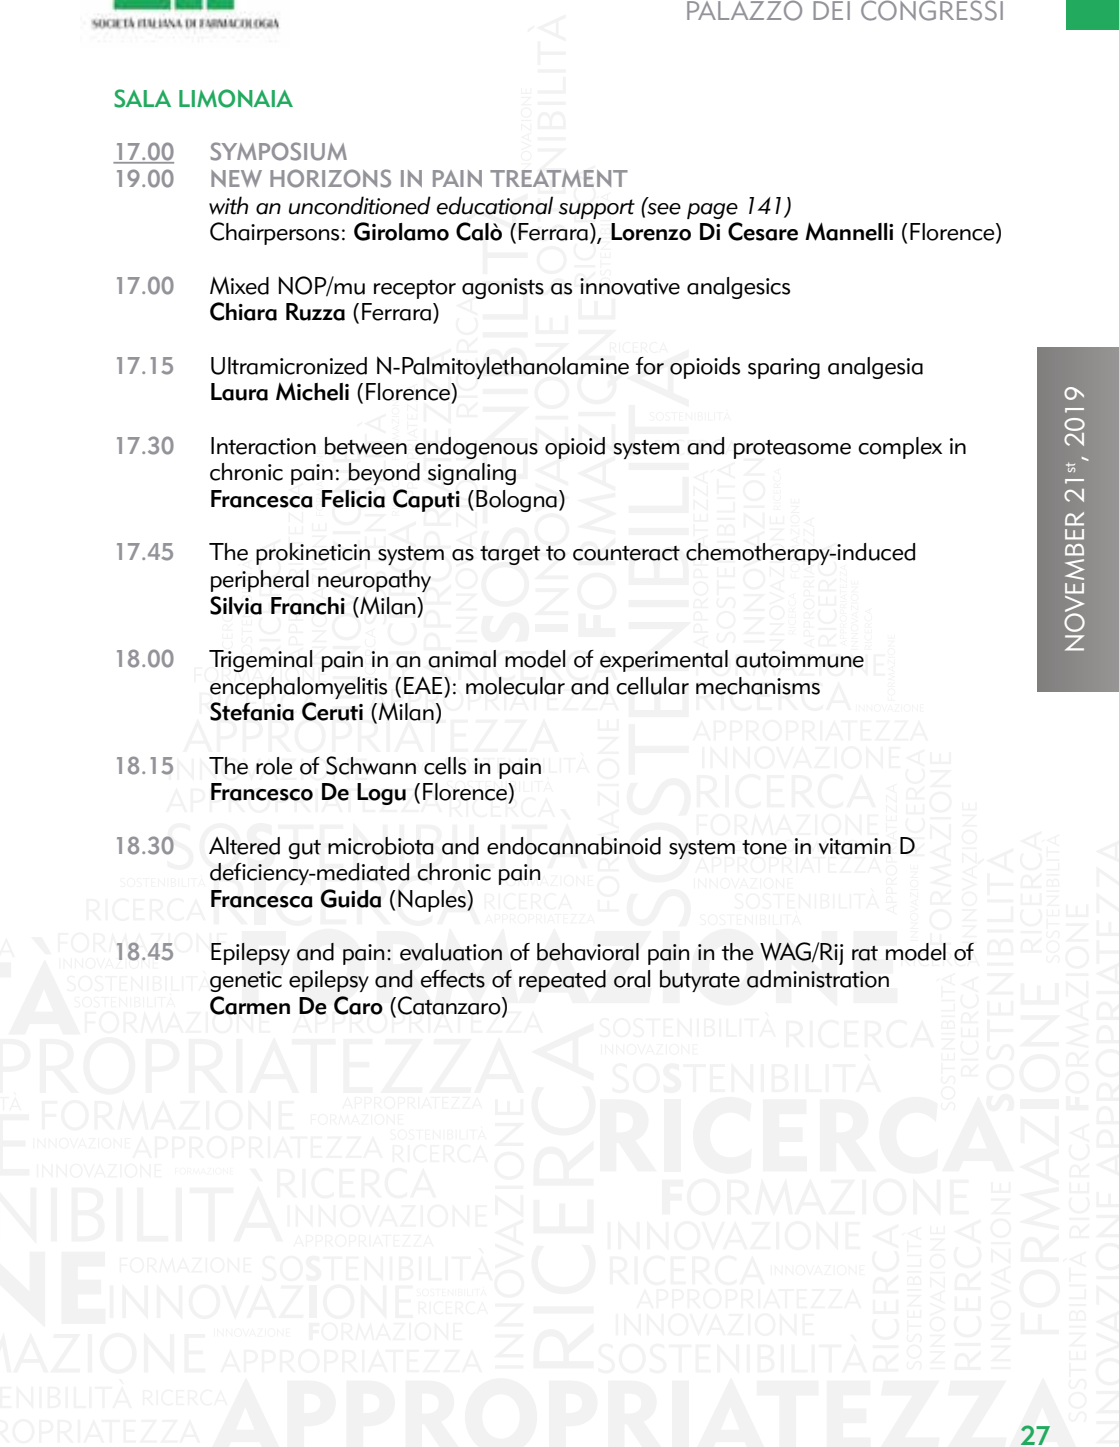 SOCIETÀ ITALIANA DI FARMACOLOGIA
PALAZZO DEI CONGRESSI
SALA LIMONAIA
17.00 SYMPOSIUM
19.00 NEW HORIZONS IN PAIN TREATMENT
with an unconditioned educational support (see page 141)
Chairpersons: Girolamo Calò (Ferrara), Lorenzo Di Cesare Mannelli (Florence)
17.00 Mixed NOP/mu receptor agonists as innovative analgesics
Chiara Ruzza (Ferrara)
17.15 Ultramicronized N-Palmitoylethanolamine for opioids sparing analgesia
Laura Micheli (Florence)
17.30 Interaction between endogenous opioid system and proteasome complex in
chronic pain: beyond signaling
Francesca Felicia Caputi (Bologna)
17.45 The prokineticin system as target to counteract chemotherapy-induced
peripheral neuropathy
Silvia Franchi (Milan)
18.00 Trigeminal pain in an animal model of experimental autoimmune
encephalomyelitis (EAE): molecular and cellular mechanisms
Stefania Ceruti (Milan)
18.15 The role of Schwann cells in pain
Francesco De Logu (Florence)
18.30 Altered gut microbiota and endocannabinoid system tone in vitamin D
deficiency-mediated chronic pain
Francesca Guida (Naples)
18.45 Epilepsy and pain: evaluation of behavioral pain in the WAG/Rij rat model of
genetic epilepsy and effects of repeated oral butyrate administration
Carmen De Caro (Catanzaro)
NOVEMBER 21st, 2019
27